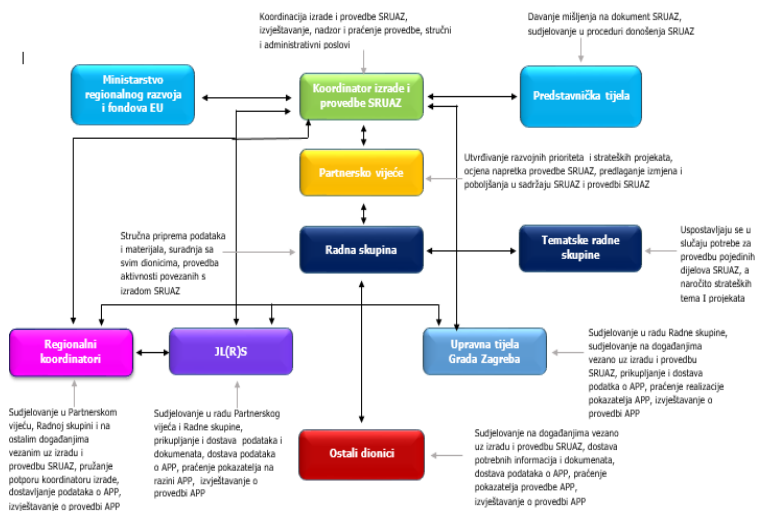 Koordinacija izrade i provedbe SRUAZ,
izvještavanje, nadzor i praćenje provedbe, stručni
i administrativni poslovi
Davanje mišljenja na dokument SRUAZ,
sudjelovanje u proceduri donošenja SRUAZ
Ministarstvo
regionalnog razvoja
i fondova EU
Koordinator izrade i
provedbe SRUAZ
Predstavnička tijela
Partnersko vijeće
Utvrđivanje razvojnih prioriteta i strateških projekata,
ocjena napretka provedbe SRUAZ, predlaganje izmjena i
poboljšanja u sadržaju SRUAZ i provedbi SRUAZ
Stručna priprema podataka
i materijala, suradnja sa
svim dionicima, provedba
aktivnosti povezanih s
izradom SRUAZ
Radna skupina
Tematske radne
skupine
Uspostavljaju se u
slučaju potrebe za
provedbu pojedinih
dijelova SRUAZ, a
naročito strateških
tema I projekata
Regionalni
koordinatori
JL(R)S
Upravna tijela
Grada Zagreba
Sudjelovanje u radu Radne skupine,
sudjelovanje na događanjima
vezano uz izradu i provedbu
SRUAZ, prikupljanje i dostava
podatka o APP, praćenje realizacije
pokazatelja APP, izvještavanje o
provedbi APP
Sudjelovanje u Partnerskom
vijeću, Radnoj skupini i na
ostalim događanjima
vezanim uz izradu i
provedbu SRUAZ, pružanje
potporu koordinatoru izrade,
dostavljanje podataka o APP,
izvještavanje o provedbi APP
Sudjelovanje u radu Partnerskog
vijeća i Radne skupine,
prikupljanje i dostava podataka i
dokumenata, dostava podataka
o APP, praćenje pokazatelja na
razini APP, izvještavanje o
provedbi APP
Ostali dionici
Sudjelovanje na događanjima vezano
uz izradu i provedbu SRUAZ, dostava
potrebnih informacija i dokumenata,
dostava podataka o APP, praćenje
pokazatelja provedbe APP,
izvještavanje o provedbi APP